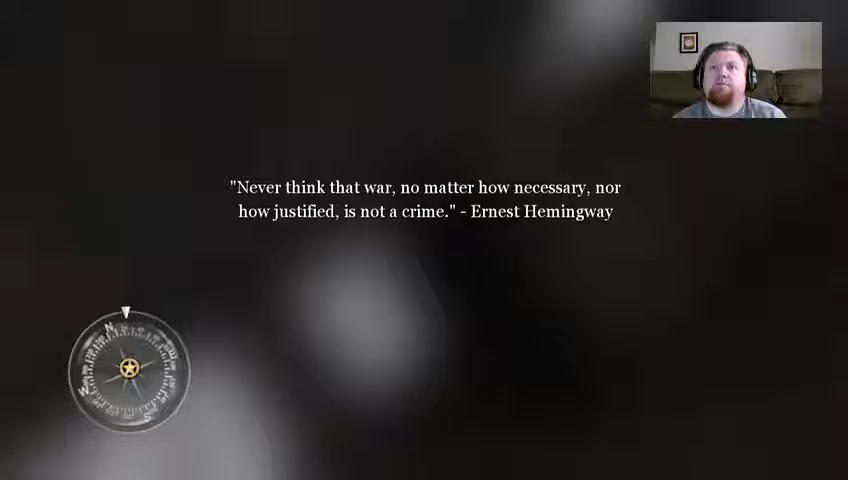 "Never think that war, no matter how necessary, nor
how justified, is not a crime." - Ernest Hemingway
N